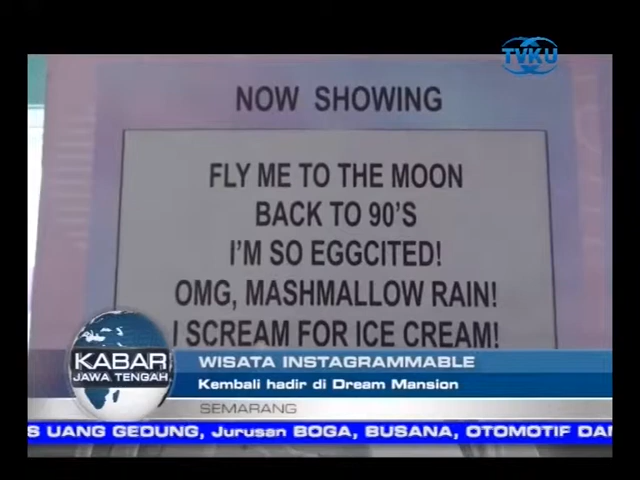 TVKU
NOW SHOWING
FLY ME TO THE MOON
BACK TO 90'S
I'M SO EGGCITED!
OMG, MASHMALLOW RAIN!
I SCREAM FOR ICE CREAM!
KABAR
JAWA TENGAH
WISATA INSTAGRAMMABLE
Kembali hadir di Dream Mansion
SEMARANG
S UANG GEDUNG, Jurusan BOGA, BUSANA, OTOMOTIF DAN